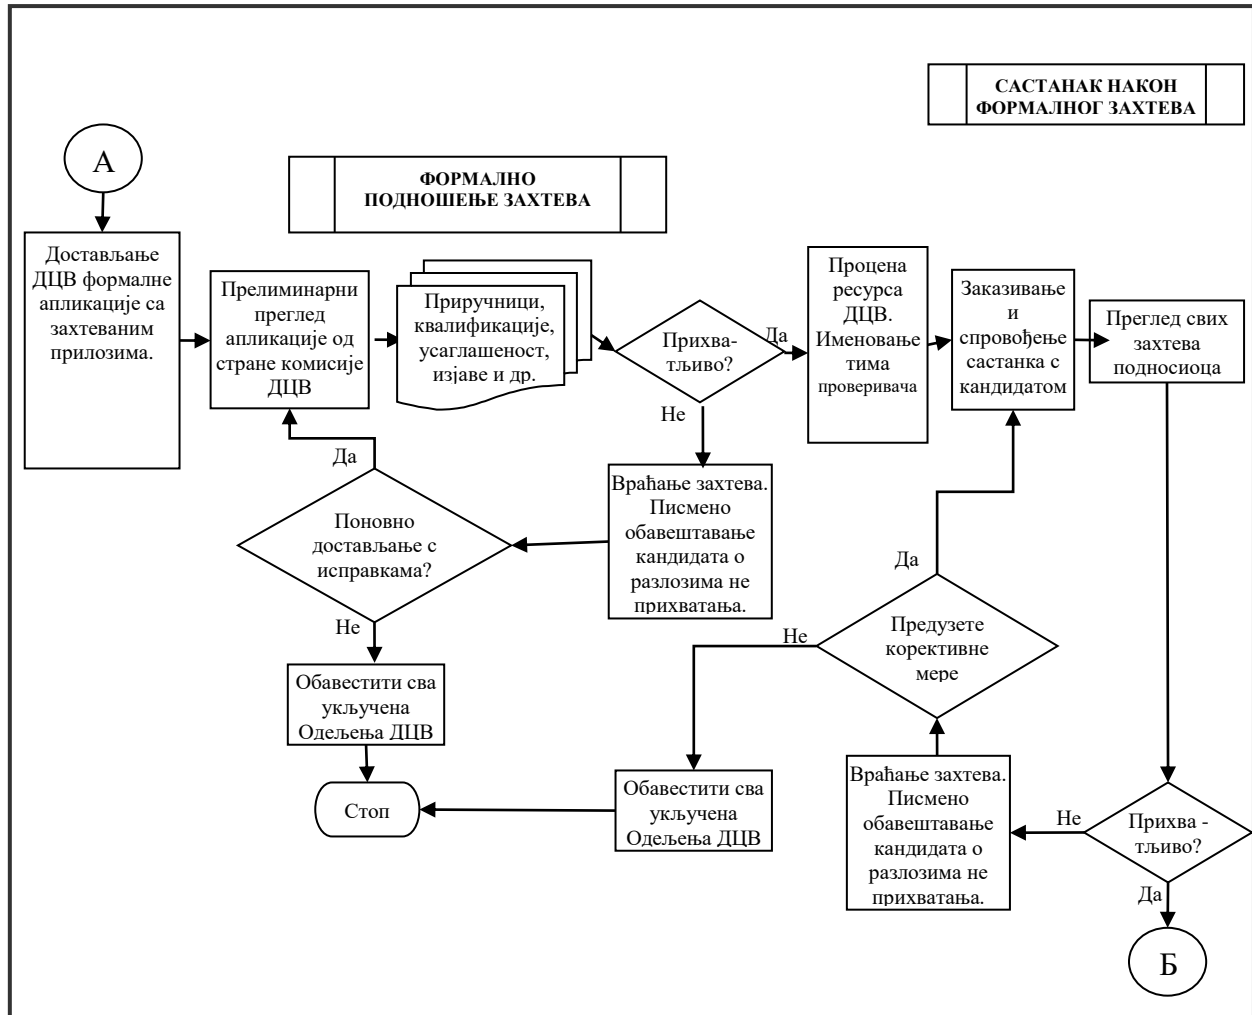 САСТАНАК НАКОН
ФОРМАЛНОГ ЗАХТЕВА
А
ФОРМАЛНО
ПОДНОШЕЊЕ ЗАХТЕВА
Достављање
ДЦВ формалне
апликације са
захтеваним
прилозима.
Прелиминарни
преглед
апликације од
стране комисије
ДЦВ
Приручници,
квалификације,
усаглашеност,
изјаве и др.
Прихва-
тљиво?
Да
Не
Процена
ресурса
ДЦВ.
Именовање
тима
проверивача
Заказивање
и
спровођење
састанка с
кандидатом
Преглед свих
захтева
подносиоца
Да
Поновно
достављање с
исправкама?
Не
Враћање захтева.
Писмено
обавештавање
кандидата о
разлозима не
прихватања.
Да
Предузете
корективне
мере
Не
Обавестити сва
укључена
Одељења ДЦВ
Стоп
Обавестити сва
укључена
Одељења ДЦВ
Враћање захтева.
Писмено
обавештавање
кандидата о
разлозима не
прихватања.
Не
Прихва -
тљиво?
Да
Б